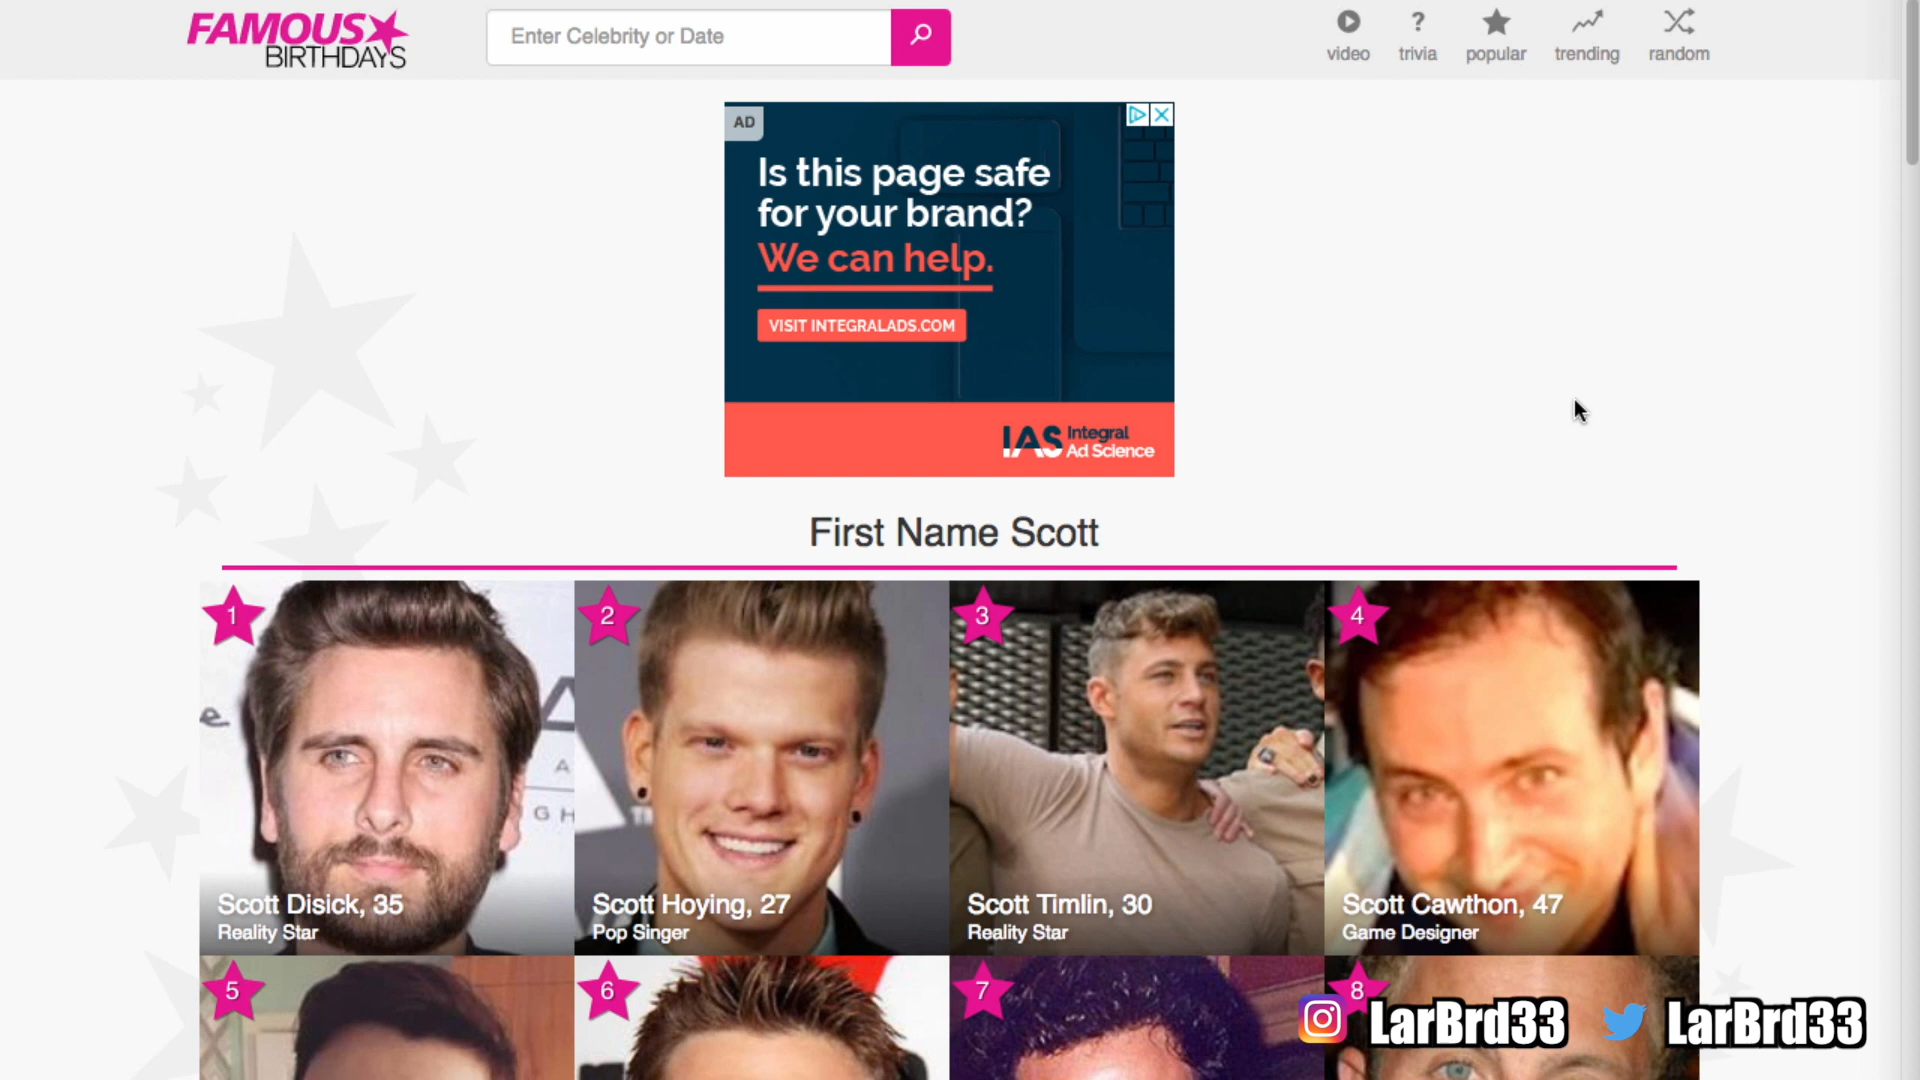 FAMOUS
BIRTHDAYS
Enter Celebrity or Date
video
?
trivia
popular
trending
random
AD
Is this page safe
for your brand?
We can help.
VISIT INTEGRALADS.COM
IAS Integral
Ad Science
First Name Scott
1
2
3
4
Scott Disick, 35
Reality Star
Scott Hoying, 27
Pop Singer
Scott Timlin, 30
Reality Star
Scott Cawthon, 47
Game Designer
5
6
7
8
LarBrd33
LarBrd33